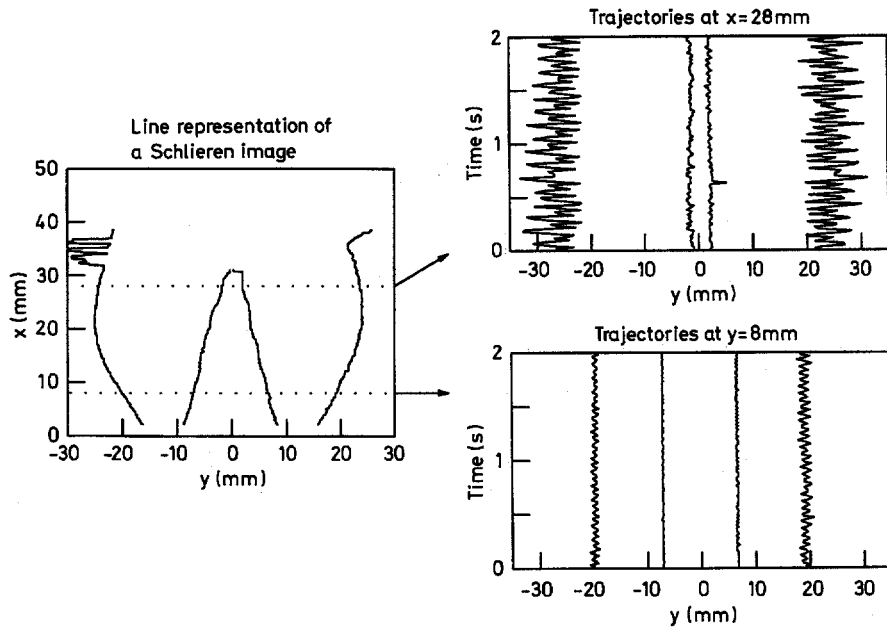 Line representation of
a Schlieren image
50
40
30
20
10
0
x (mm)
-30 -20 -10 0 10 20 30
y (mm)
Trajectories at x=28mm
2
1
0
Time (s)
-30 -20 -10 0 10 20 30
y (mm)
Trajectories at y=8mm
2
1
0
Time (s)
-30 -20 -10 0 10 20 30
y (mm)